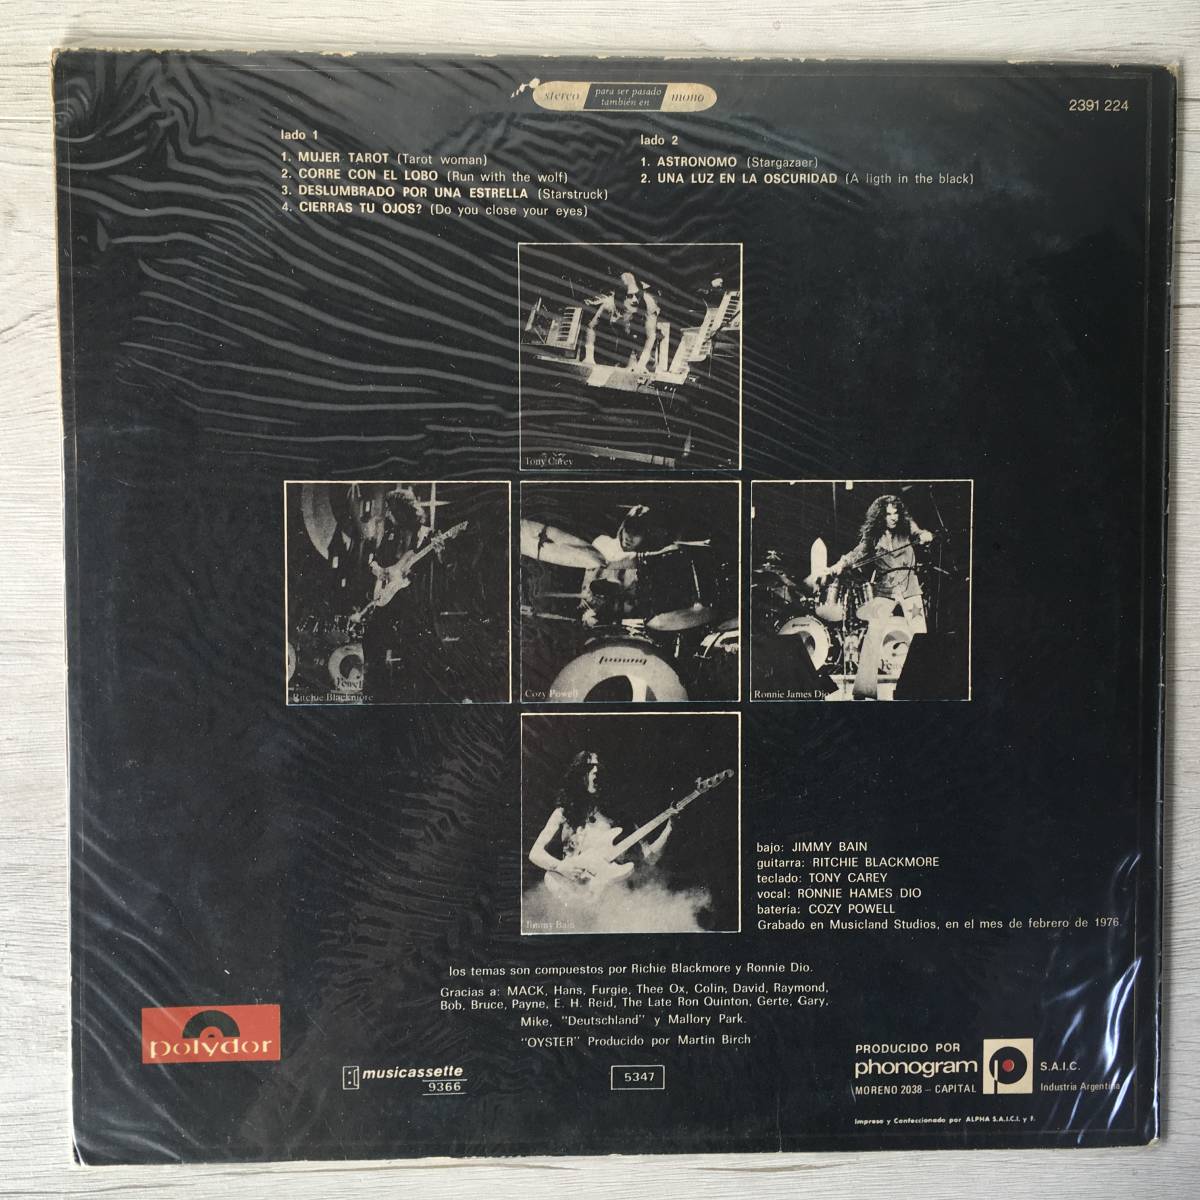 stereo para ser pasado también en mono
2391 224
lado 1
1. MUJER TAROT (Tarot woman)
2. CORRE CON EL LOBO (Run with the wolf)
3. DESLUMBRADO POR UNA ESTRELLA (Starstruck)
4. CIERRAS TU OJOS? (Do you close your eyes)
lado 2
1. ASTRONOMO (Stargazaer)
2. UNA LUZ EN LA OSCURIDAD (A ligth in the black)
Tony Carey
Ritchie Blackmore
Cozy Powell
Ronnie James Dio
Jimmy Bain
bajo: JIMMY BAIN
guitarra: RITCHIE BLACKMORE
teclado: TONY CAREY
vocal: RONNIE HAMES DIO
batería: COZY POWELL
Grabado en Musicland Studios, en el mes de febrero de 1976.
los temas son compuestos por Richie Blackmore y Ronnie Dio.
Gracias a: MACK, Hans, Furgie, Thee Ox, Colin; David, Raymond,
Bob, Bruce, Payne, E. H. Reid, The Late Ron Quinton, Gerte, Gary,
Mike, "Deutschland" y Mallory Park.
"OYSTER" Producido por Martin Birch
polydor
musicassette
9366
5347
PRODUCIDO POR
phonogram
MORENO 2038 - CAPITAL
S.A.I.C.
Industria Argentina
Impreso y Confeccionado por ALPHA S.A.I.C.I. y F.